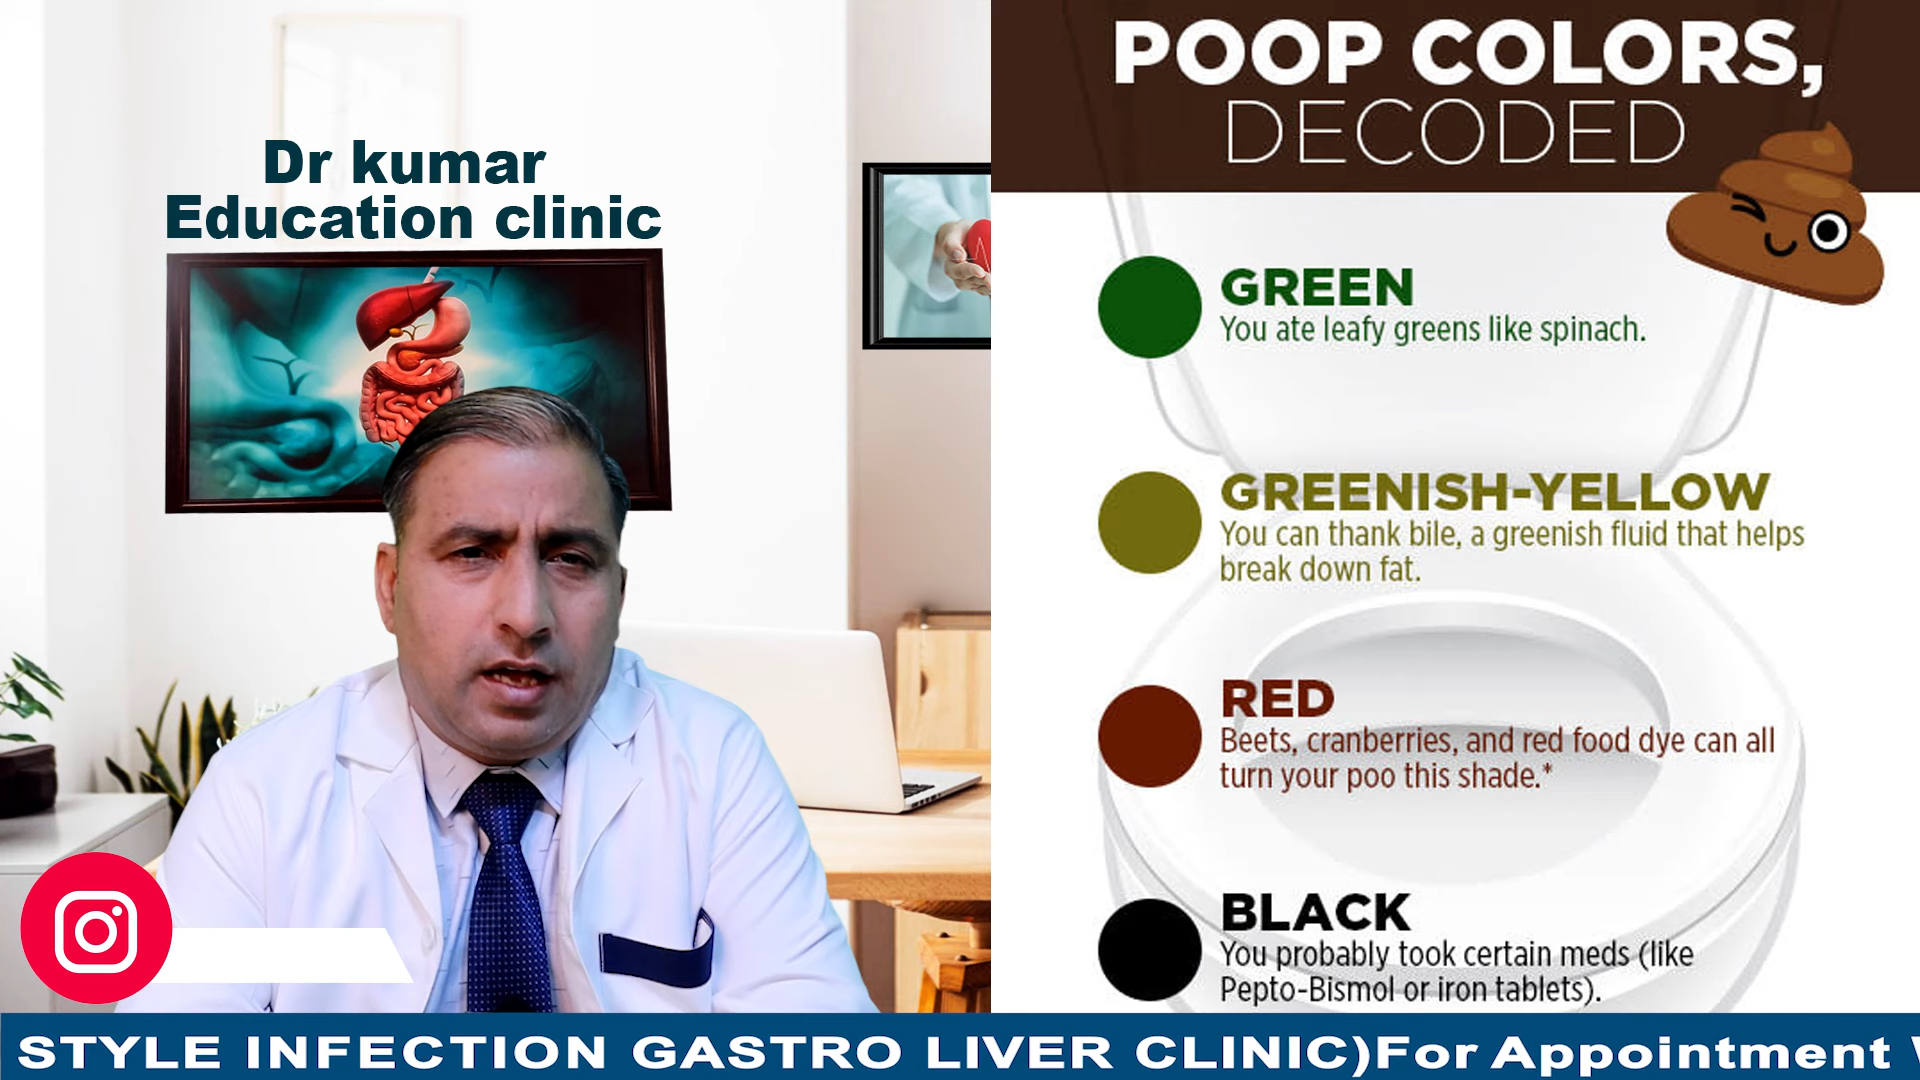 Dr kumar
Education clinic
POOP COLORS,
DECODED
GREEN
You ate leafy greens like spinach.
GREENISH-YELLOW
You can thank bile, a greenish fluid that helps
break down fat.
RED
Beets, cranberries, and red food dye can all
turn your poo this shade.*
BLACK
You probably took certain meds (like
Pepto-Bismol or iron tablets).
STYLE INFECTION GASTRO LIVER CLINIC)For Appointment